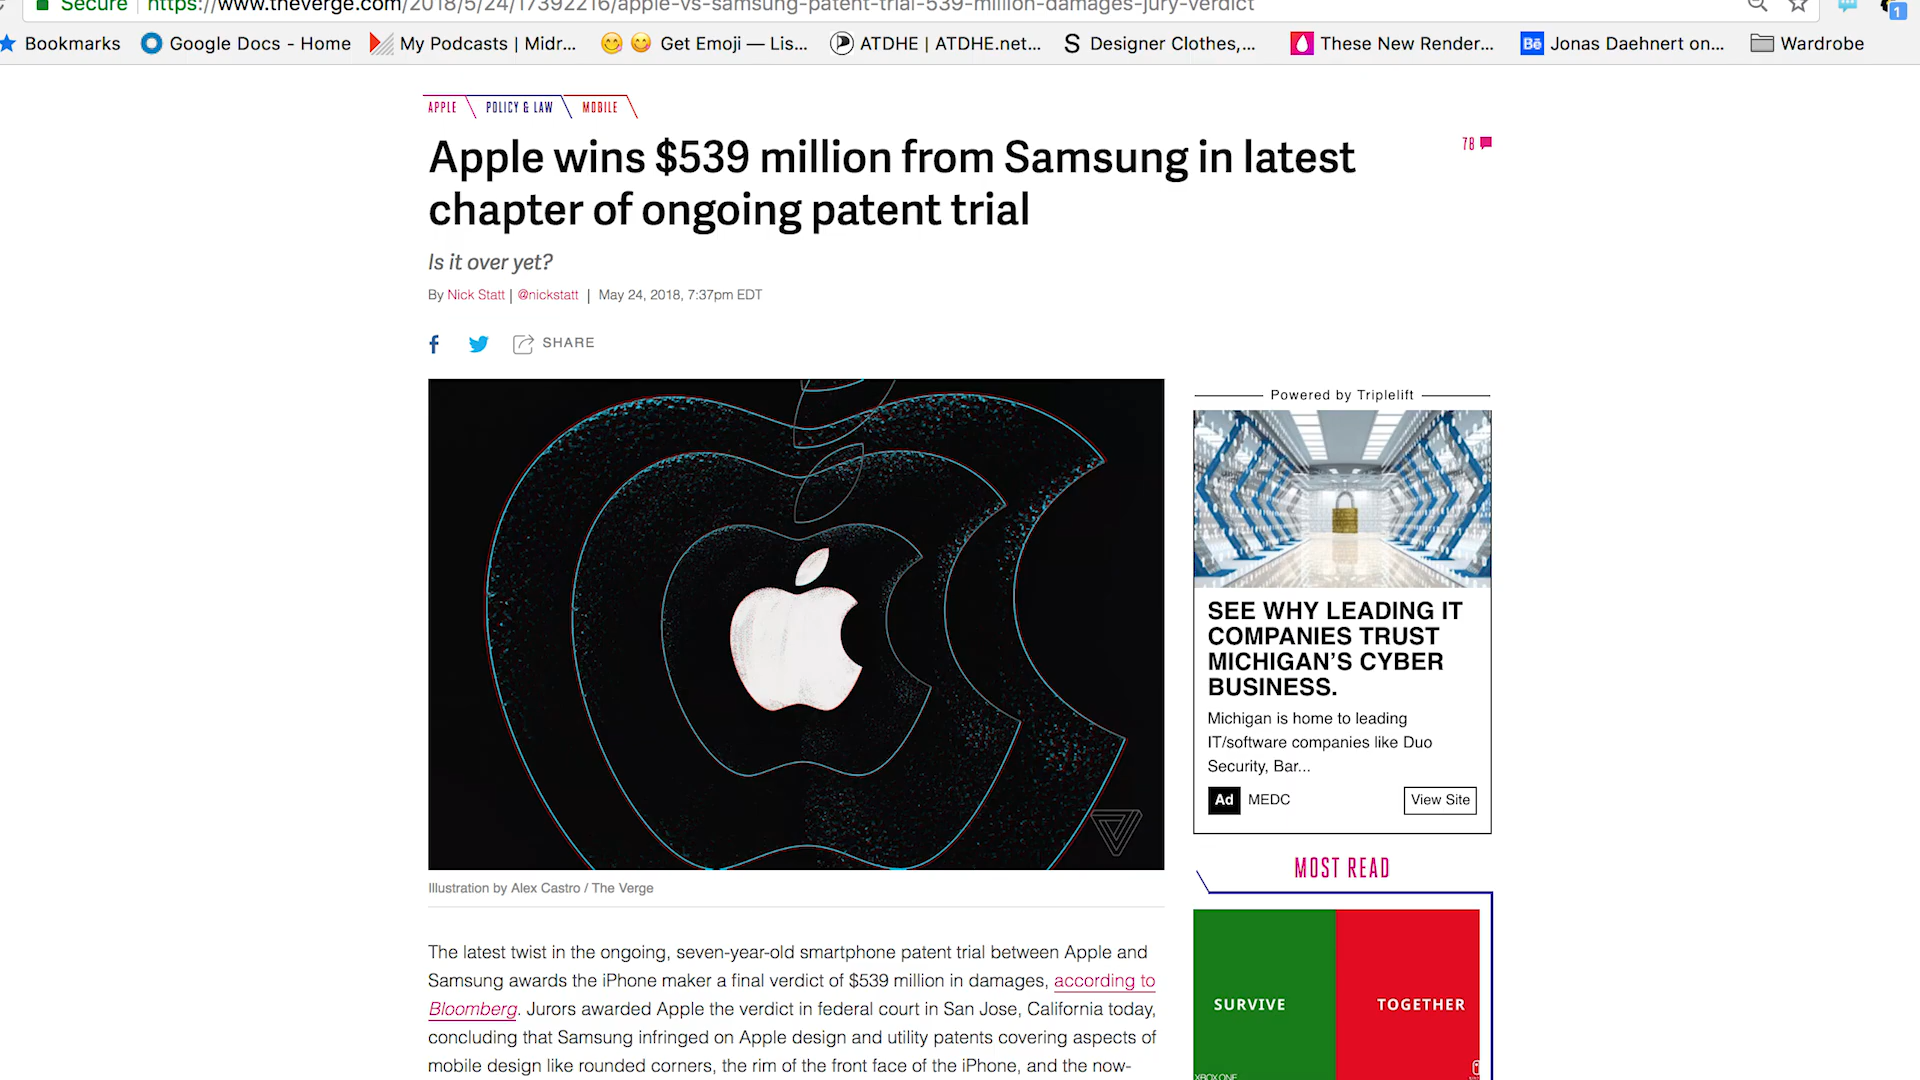 Secure https://www.theverge.com/2018/5/24/17392216/apple-vs-samsung-patent-trial-539-million-damages-jury-verdict
1
Bookmarks Google Docs - Home My Podcasts | Midr... Get Emoji — Lis... ATDHE | ATDHE.net... Designer Clothes,... These New Render... Jonas Daehnert on... Wardrobe
APPLE POLICY & LAW MOBILE
Apple wins $539 million from Samsung in latest
chapter of ongoing patent trial
78
Is it over yet?
By Nick Statt | @nickstatt | May 24, 2018, 7:37pm EDT
SHARE
Illustration by Alex Castro / The Verge
The latest twist in the ongoing, seven-year-old smartphone patent trial between Apple and
Samsung awards the iPhone maker a final verdict of $539 million in damages, according to
Bloomberg. Jurors awarded Apple the verdict in federal court in San Jose, California today,
concluding that Samsung infringed on Apple design and utility patents covering aspects of
mobile design like rounded corners, the rim of the front face of the iPhone, and the now-
Powered by Triplelift
SEE WHY LEADING IT
COMPANIES TRUST
MICHIGAN'S CYBER
BUSINESS.
Michigan is home to leading
IT/software companies like Duo
Security, Bar...
Ad MEDC View Site
MOST READ
SURVIVE TOGETHER
XBOX ONE